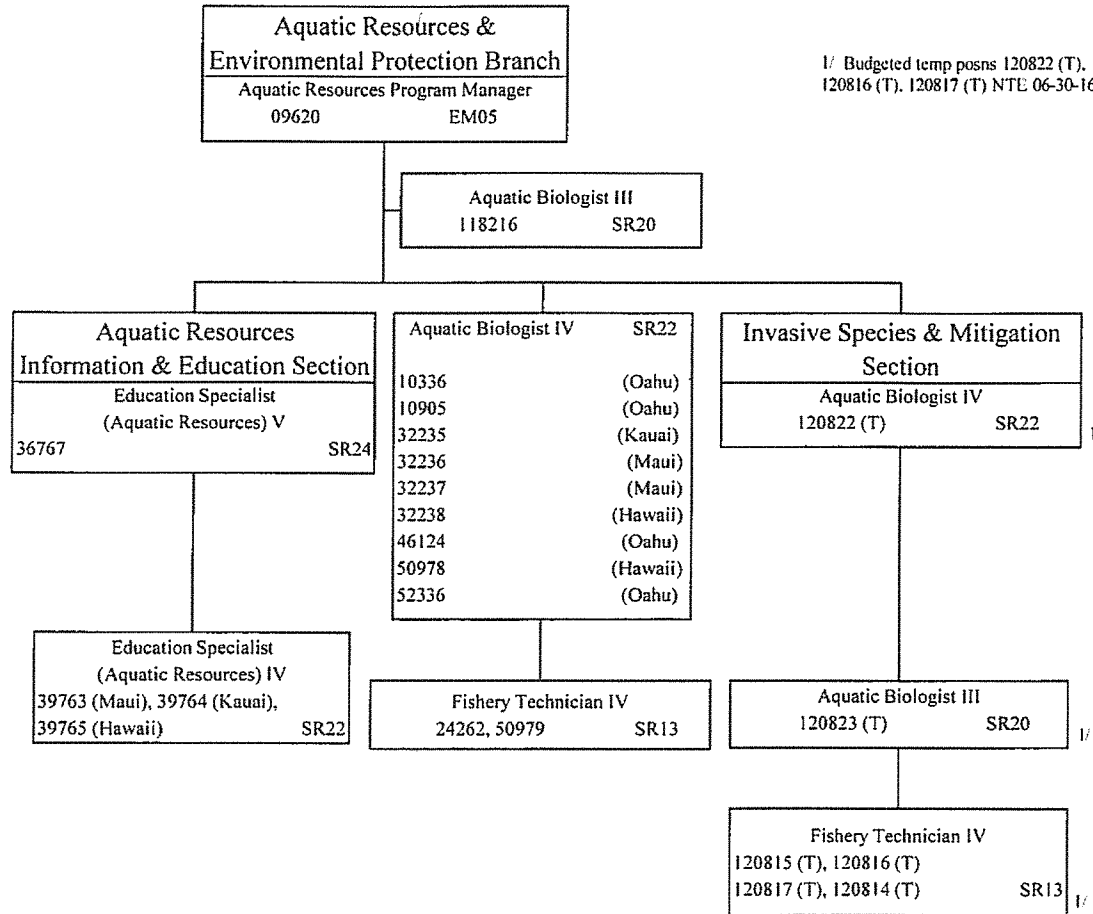 Aquatic Resources &
Environmental Protection Branch
Aquatic Resources Program Manager
09620 EM05
1/ Budgeted temp posns 120822 (T),
120816 (T), 120817 (T) NTE 06-30-16
Aquatic Biologist III
118216 SR20
Aquatic Resources
Information & Education Section
Education Specialist
(Aquatic Resources) V
36767 SR24
Aquatic Biologist IV SR22
10336 (Oahu)
10905 (Oahu)
32235 (Kauai)
32236 (Maui)
32237 (Maui)
32238 (Hawaii)
46124 (Oahu)
50978 (Hawaii)
52336 (Oahu)
Invasive Species & Mitigation
Section
Aquatic Biologist IV
120822 (T) SR22
Education Specialist
(Aquatic Resources) IV
39763 (Maui), 39764 (Kauai),
39765 (Hawaii) SR22
Fishery Technician IV
24262, 50979 SR13
Aquatic Biologist III
120823 (T) SR20
1/
Fishery Technician IV
120815 (T), 120816 (T)
120817 (T), 120814 (T) SR13
1/